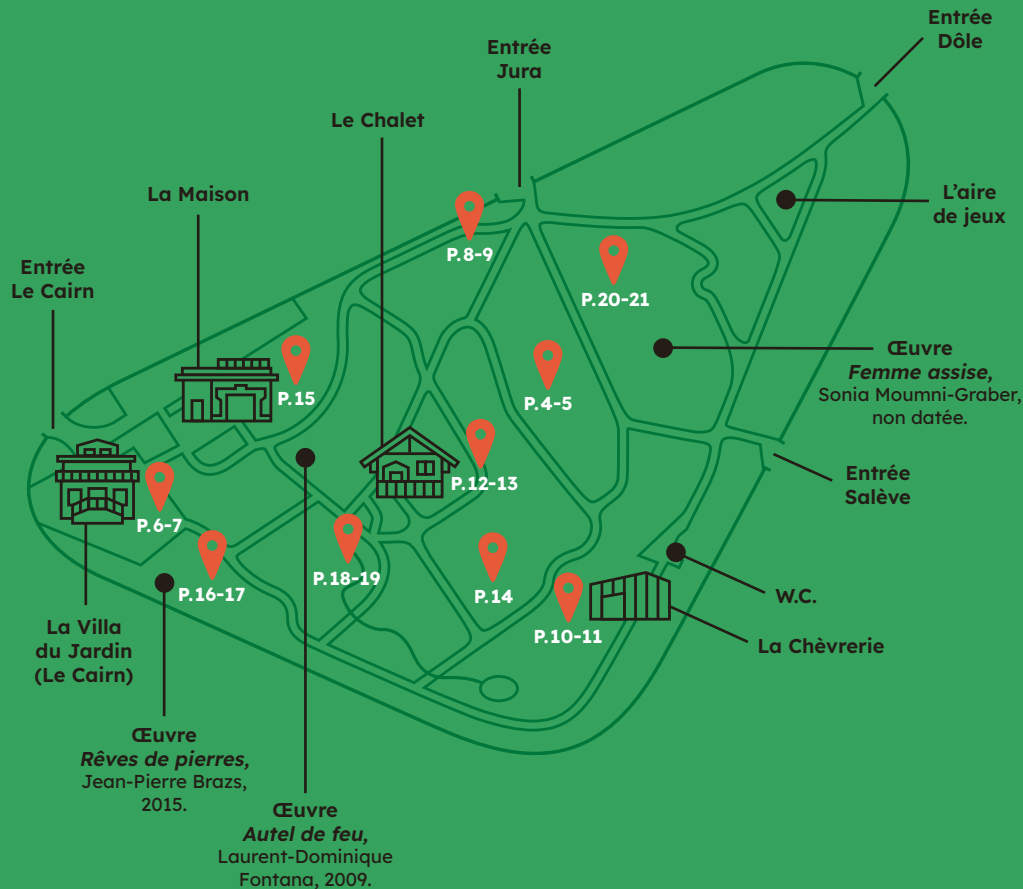 Entrée
Dôle
Entrée
Jura
Le Chalet
La Maison
L'aire
de jeux
Entrée
Le Cairn
P.8-9
P.20-21
Œuvre
Femme assise,
Sonia Moumni-Graber,
non datée.
P.15
P.4-5
P.12-13
Entrée
Salève
P.6-7
P.16-17
P.18-19
P.14
P.10-11
W.C.
La Chèvrerie
La Villa
du Jardin
(Le Cairn)
Œuvre
Rêves de pierres,
Jean-Pierre Brazs,
2015.
Œuvre
Autel de feu,
Laurent-Dominique
Fontana, 2009.